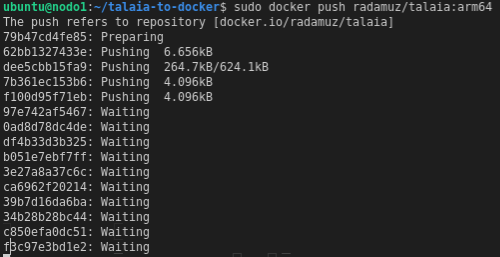 ubuntu@nodo1:~/talaia-to-docker$ sudo docker push radamuz/talaia:arm64
The push refers to repository [docker.io/radamuz/talaia]
79b47cd4fe85: Preparing
62bb1327433e: Pushing  6.656kB
dee5cbb15fa9: Pushing  264.7kB/624.1kB
7b361ec153b6: Pushing  4.096kB
f100d95f71eb: Pushing  4.096kB
97e742af5467: Waiting
0ad8d78dc4de: Waiting
df4b33d3b325: Waiting
b051e7ebf7ff: Waiting
3e27a8a37c6c: Waiting
ca6962f20214: Waiting
39b7d16da6ba: Waiting
34b28b28bc44: Waiting
c850efa0dc51: Waiting
f3c97e3bd1e2: Waiting